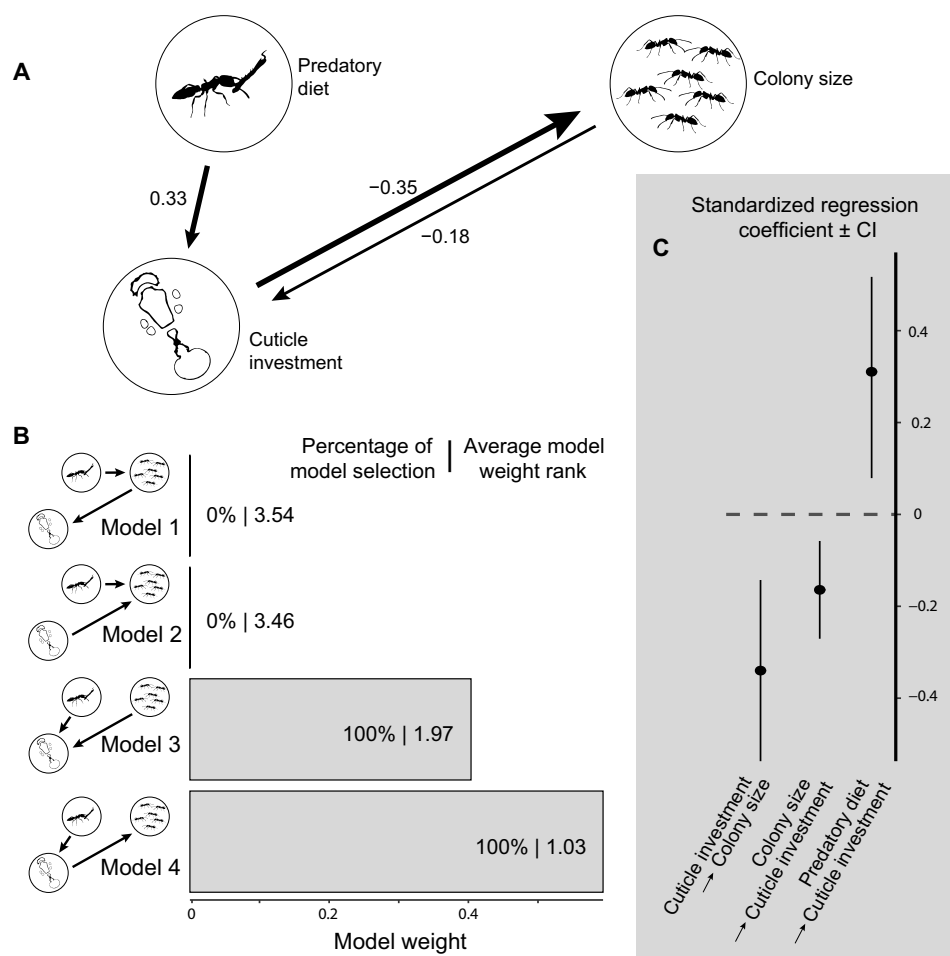 A
Predatory
diet
Colony size
0.33
−0.35
−0.18
Cuticle
investment
B
Percentage of
model selection
Average model
weight rank
Model 1
0% | 3.54
Model 2
0% | 3.46
Model 3
100% | 1.97
Model 4
100% | 1.03
0
0.2
0.4
Model weight
C
Standardized regression
coefficient ± CI
0.4
0.2
0
−0.2
−0.4
Cuticle investment
→ Colony size
Colony size
→ Cuticle investment
Predatory diet
→ Cuticle investment